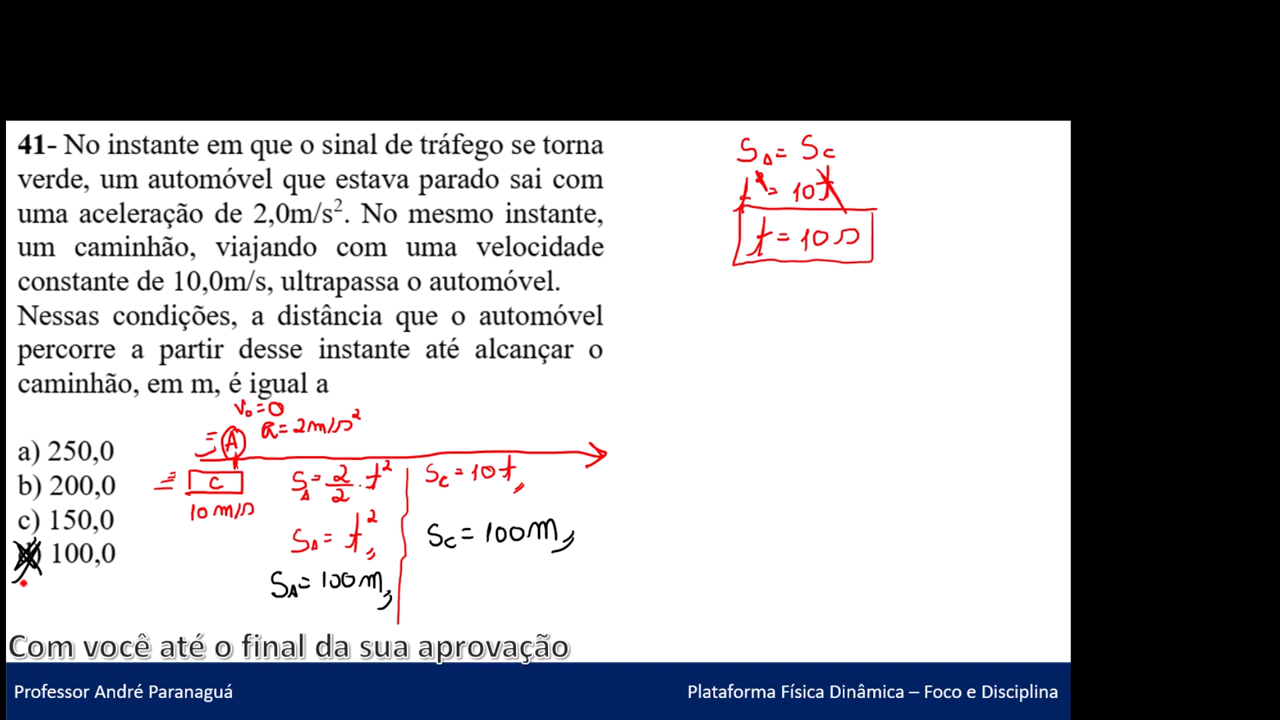 41- No instante em que o sinal de tráfego se torna
verde, um automóvel que estava parado sai com
uma aceleração de 2,0m/s². No mesmo instante,
um caminhão, viajando com uma velocidade
constante de 10,0m/s, ultrapassa o automóvel.
Nessas condições, a distância que o automóvel
percorre a partir desse instante até alcançar o
caminhão, em m, é igual a
V₀=0
A a=2m/s²
a) 250,0
b) 200,0
c) 150,0
100,0
C
10 m/s
S_A=2/2.t²
S_A=t²,
S_A=100m,
S_C=10t,
S_C=100m,
S_A=S_C
t²=10t
t=10s
Com você até o final da sua aprovação
Professor André Paranaguá
Plataforma Física Dinâmica – Foco e Disciplina